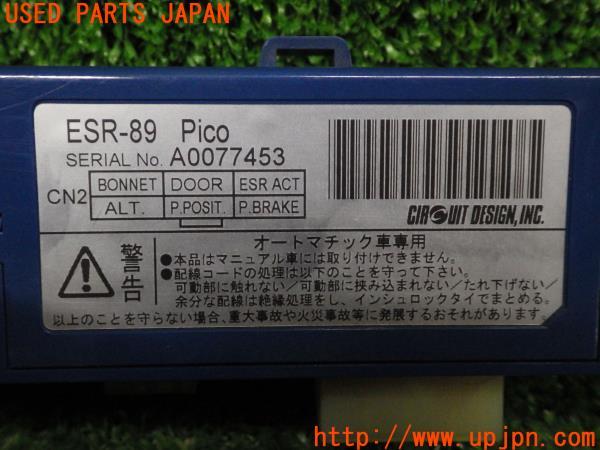 USED PARTS JAPAN
ESR-89 Pico
SERIAL No. A0077453
CN2 BONNET DOOR ESR ACT
ALT. P.POSIT. P.BRAKE
CIRCUIT DESIGN, INC.
警告
オートマチック車専用
●本品はマニュアル車には取り付けできません。
●配線コードの処理は以下のことを守って下さい。
可動部に触れない／可動部に挟み込まれない／たれ下げない／
余分な配線は絶縁処理をし、インシュロックタイでまとめる。
以上のことを守らない場合、重大事故や火災事故等に発展するおそれがあります。
UPJ
http://www.upjpn.com/